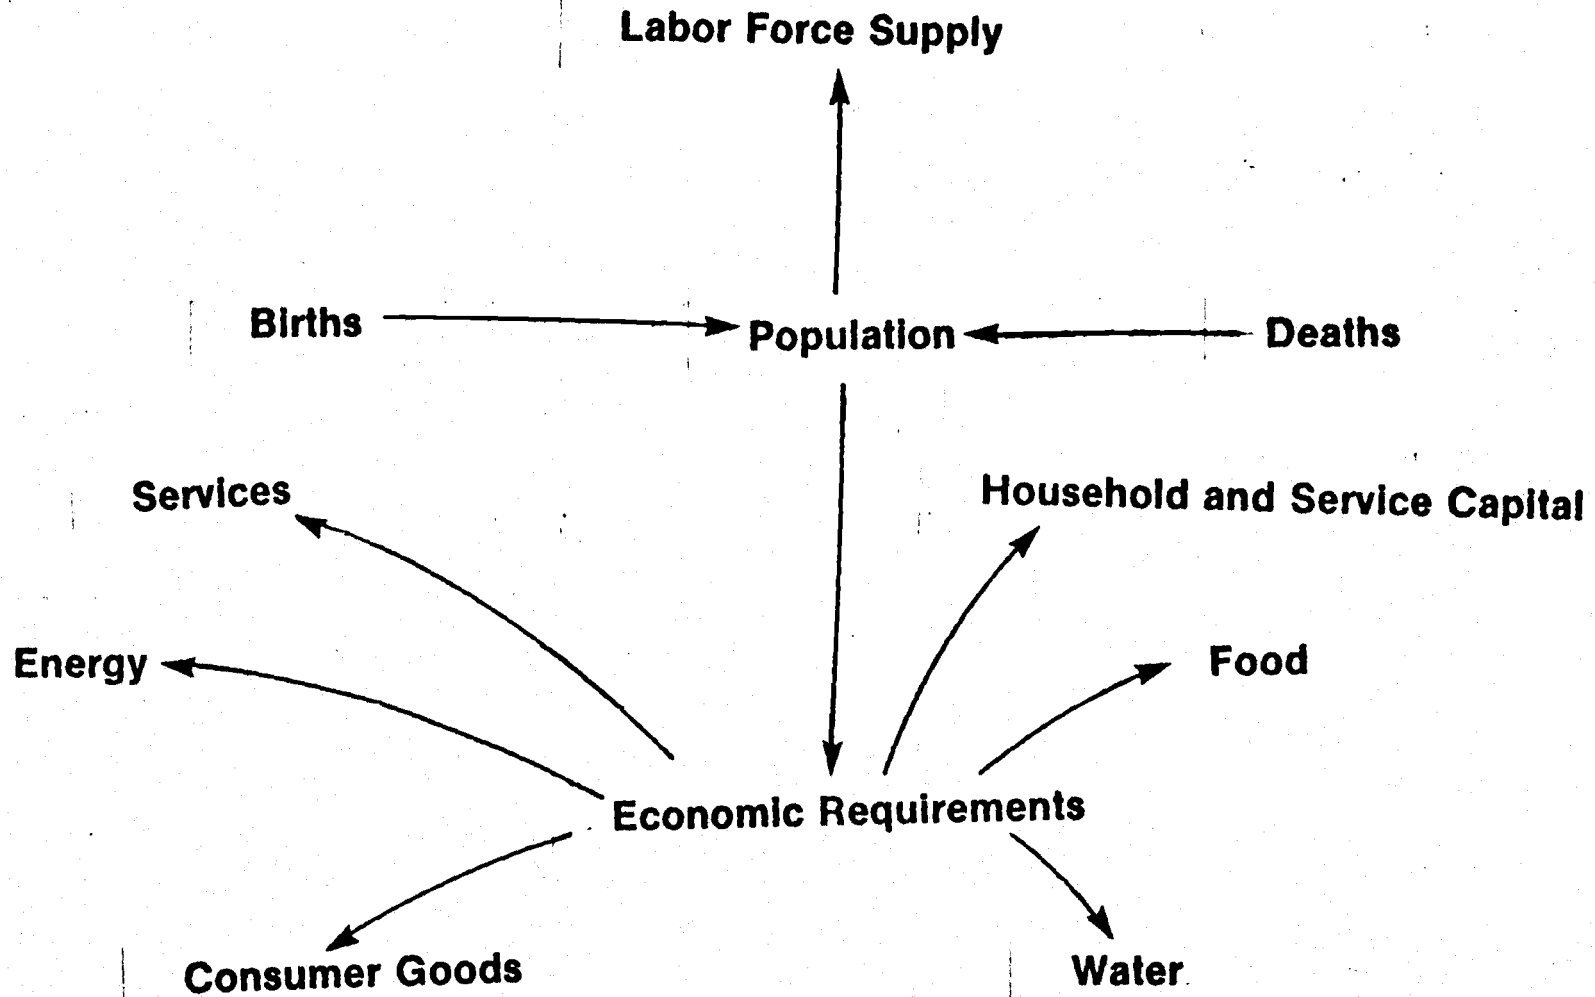 Labor Force Supply
Births
Population
Deaths
Services
Household and Service Capital
Energy
Food
Economic Requirements
Consumer Goods
Water